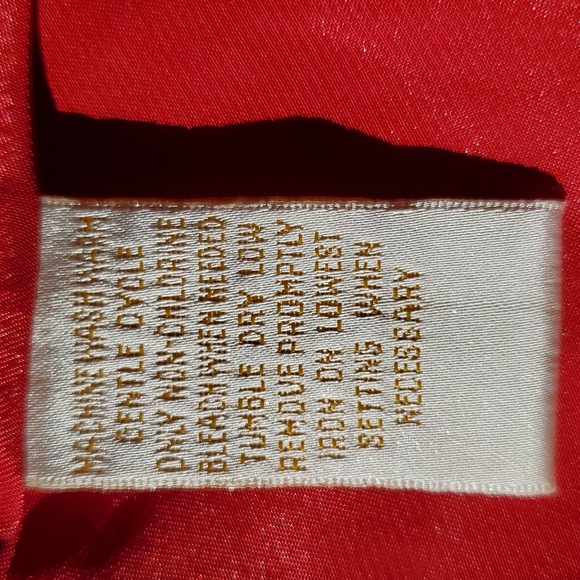 MACHINE WASH WARM
GENTLE CYCLE
ONLY NON-CHLORINE
BLEACH WHEN NEEDED
TUMBLE DRY LOW
REMOVE PROMPTLY
IRON ON LOWEST
SETTING WHEN
NECESSARY